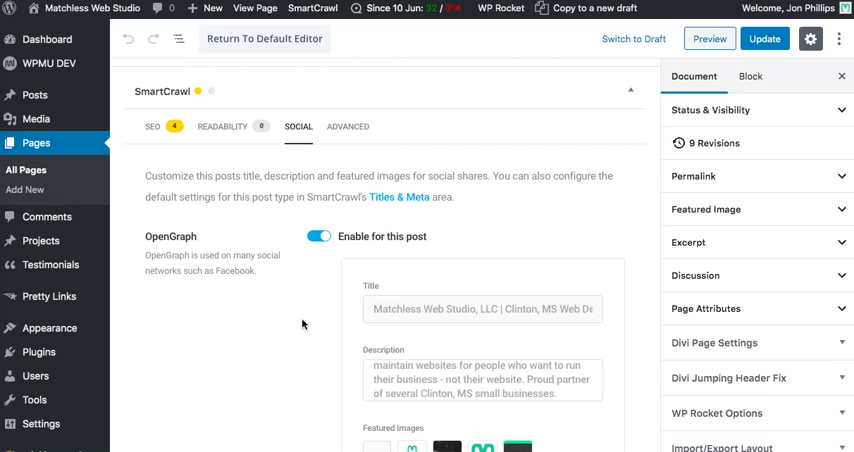 Matchless Web Studio 0 New View Page SmartCrawl Since 10 Jun: 32 / 314 WP Rocket Copy to a new draft Welcome, Jon Phillips
Dashboard
WPMU DEV
Posts
Media
Pages
All Pages
Add New
Comments
Projects
Testimonials
Pretty Links
Appearance
Plugins
Users
Tools
Settings
Return To Default Editor
Switch to Draft Preview Update
SmartCrawl
SEO 4 READABILITY 0 SOCIAL ADVANCED
Customize this posts title, description and featured images for social shares. You can also configure the
default settings for this post type in SmartCrawl's Titles & Meta area.
OpenGraph Enable for this post
OpenGraph is used on many social
networks such as Facebook.
Title
Matchless Web Studio, LLC | Clinton, MS Web De
Description
maintain websites for people who want to run
their business - not their website. Proud partner
of several Clinton, MS small businesses.
Featured Images
Document Block
Status & Visibility
9 Revisions
Permalink
Featured Image
Excerpt
Discussion
Page Attributes
Divi Page Settings
Divi Jumping Header Fix
WP Rocket Options
Import/Export Layout